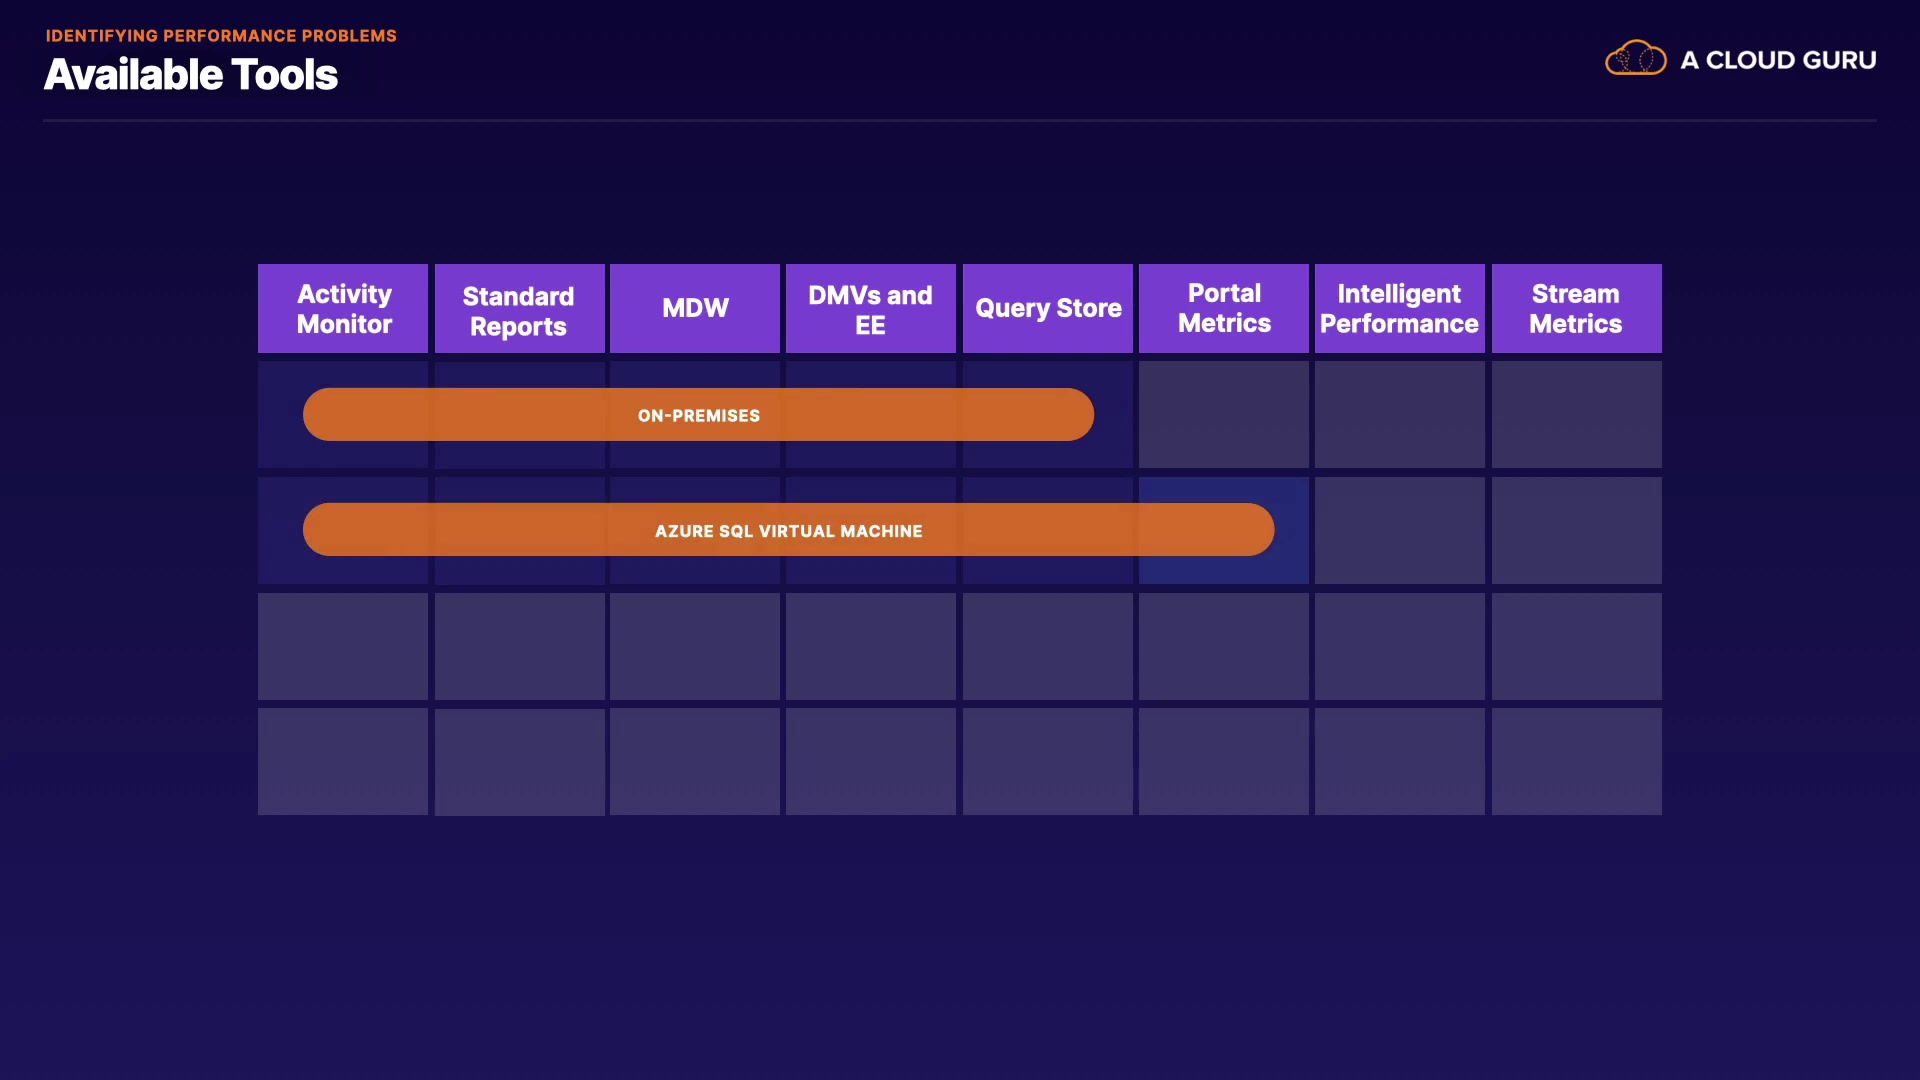 IDENTIFYING PERFORMANCE PROBLEMS
Available Tools
A CLOUD GURU
Activity
Monitor
Standard
Reports
MDW
DMVs and
EE
Query Store
Portal
Metrics
Intelligent
Performance
Stream
Metrics
ON-PREMISES
AZURE SQL VIRTUAL MACHINE